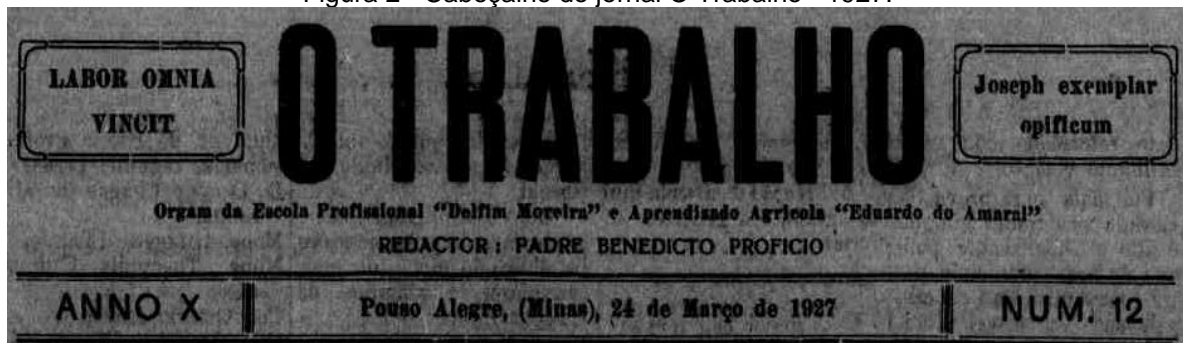 Figura 2 - Cabeçalho do jornal O Trabalho - 1927.
LABOR OMNIA
VINCIT
O TRABALHO
Joseph exemplar
opificum
Orgam da Escola Profissional “Delfim Moreira” e Aprendisado Agricola “Eduardo do Amaral”
REDACTOR : PADRE BENEDICTO PROFICIO
ANNO X
Pouso Alegre, (Minas), 24 de Março de 1927
NUM. 12